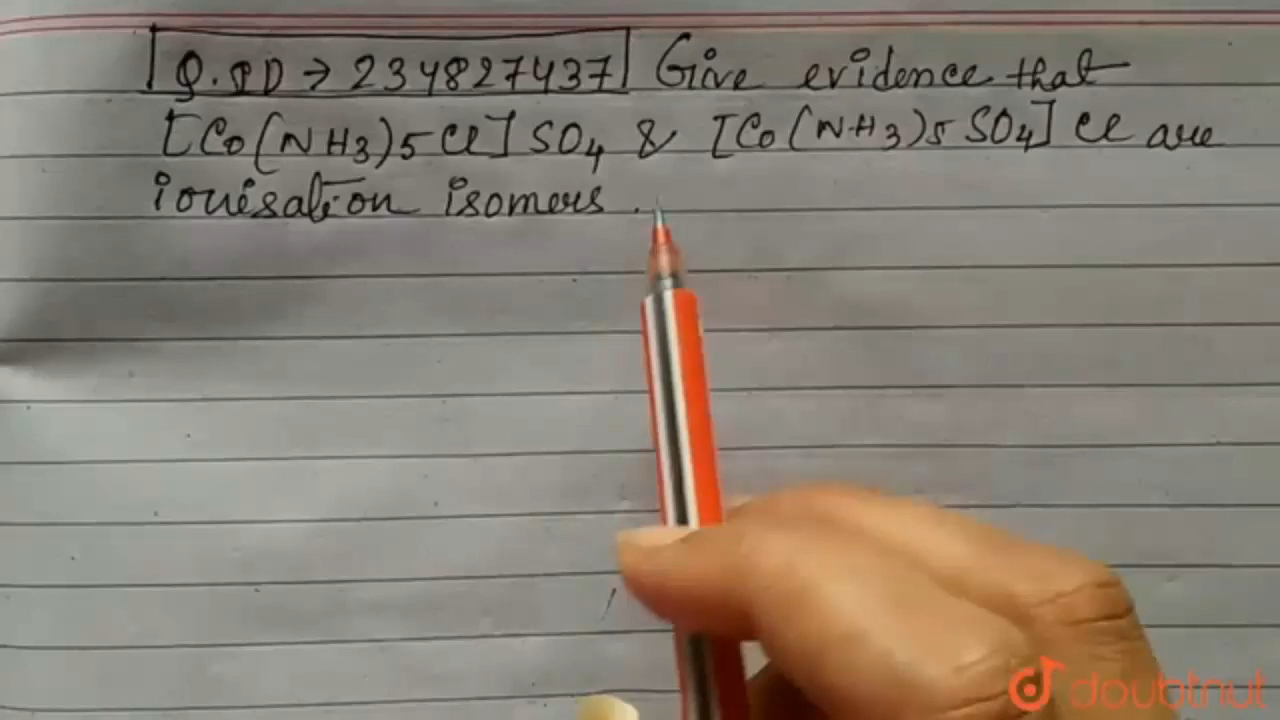 Q.ID → 234827437 Give evidence that
[Co(NH3)5Cl]SO4 & [Co(NH3)5SO4]Cl are
ionisation isomers.
doubtnut